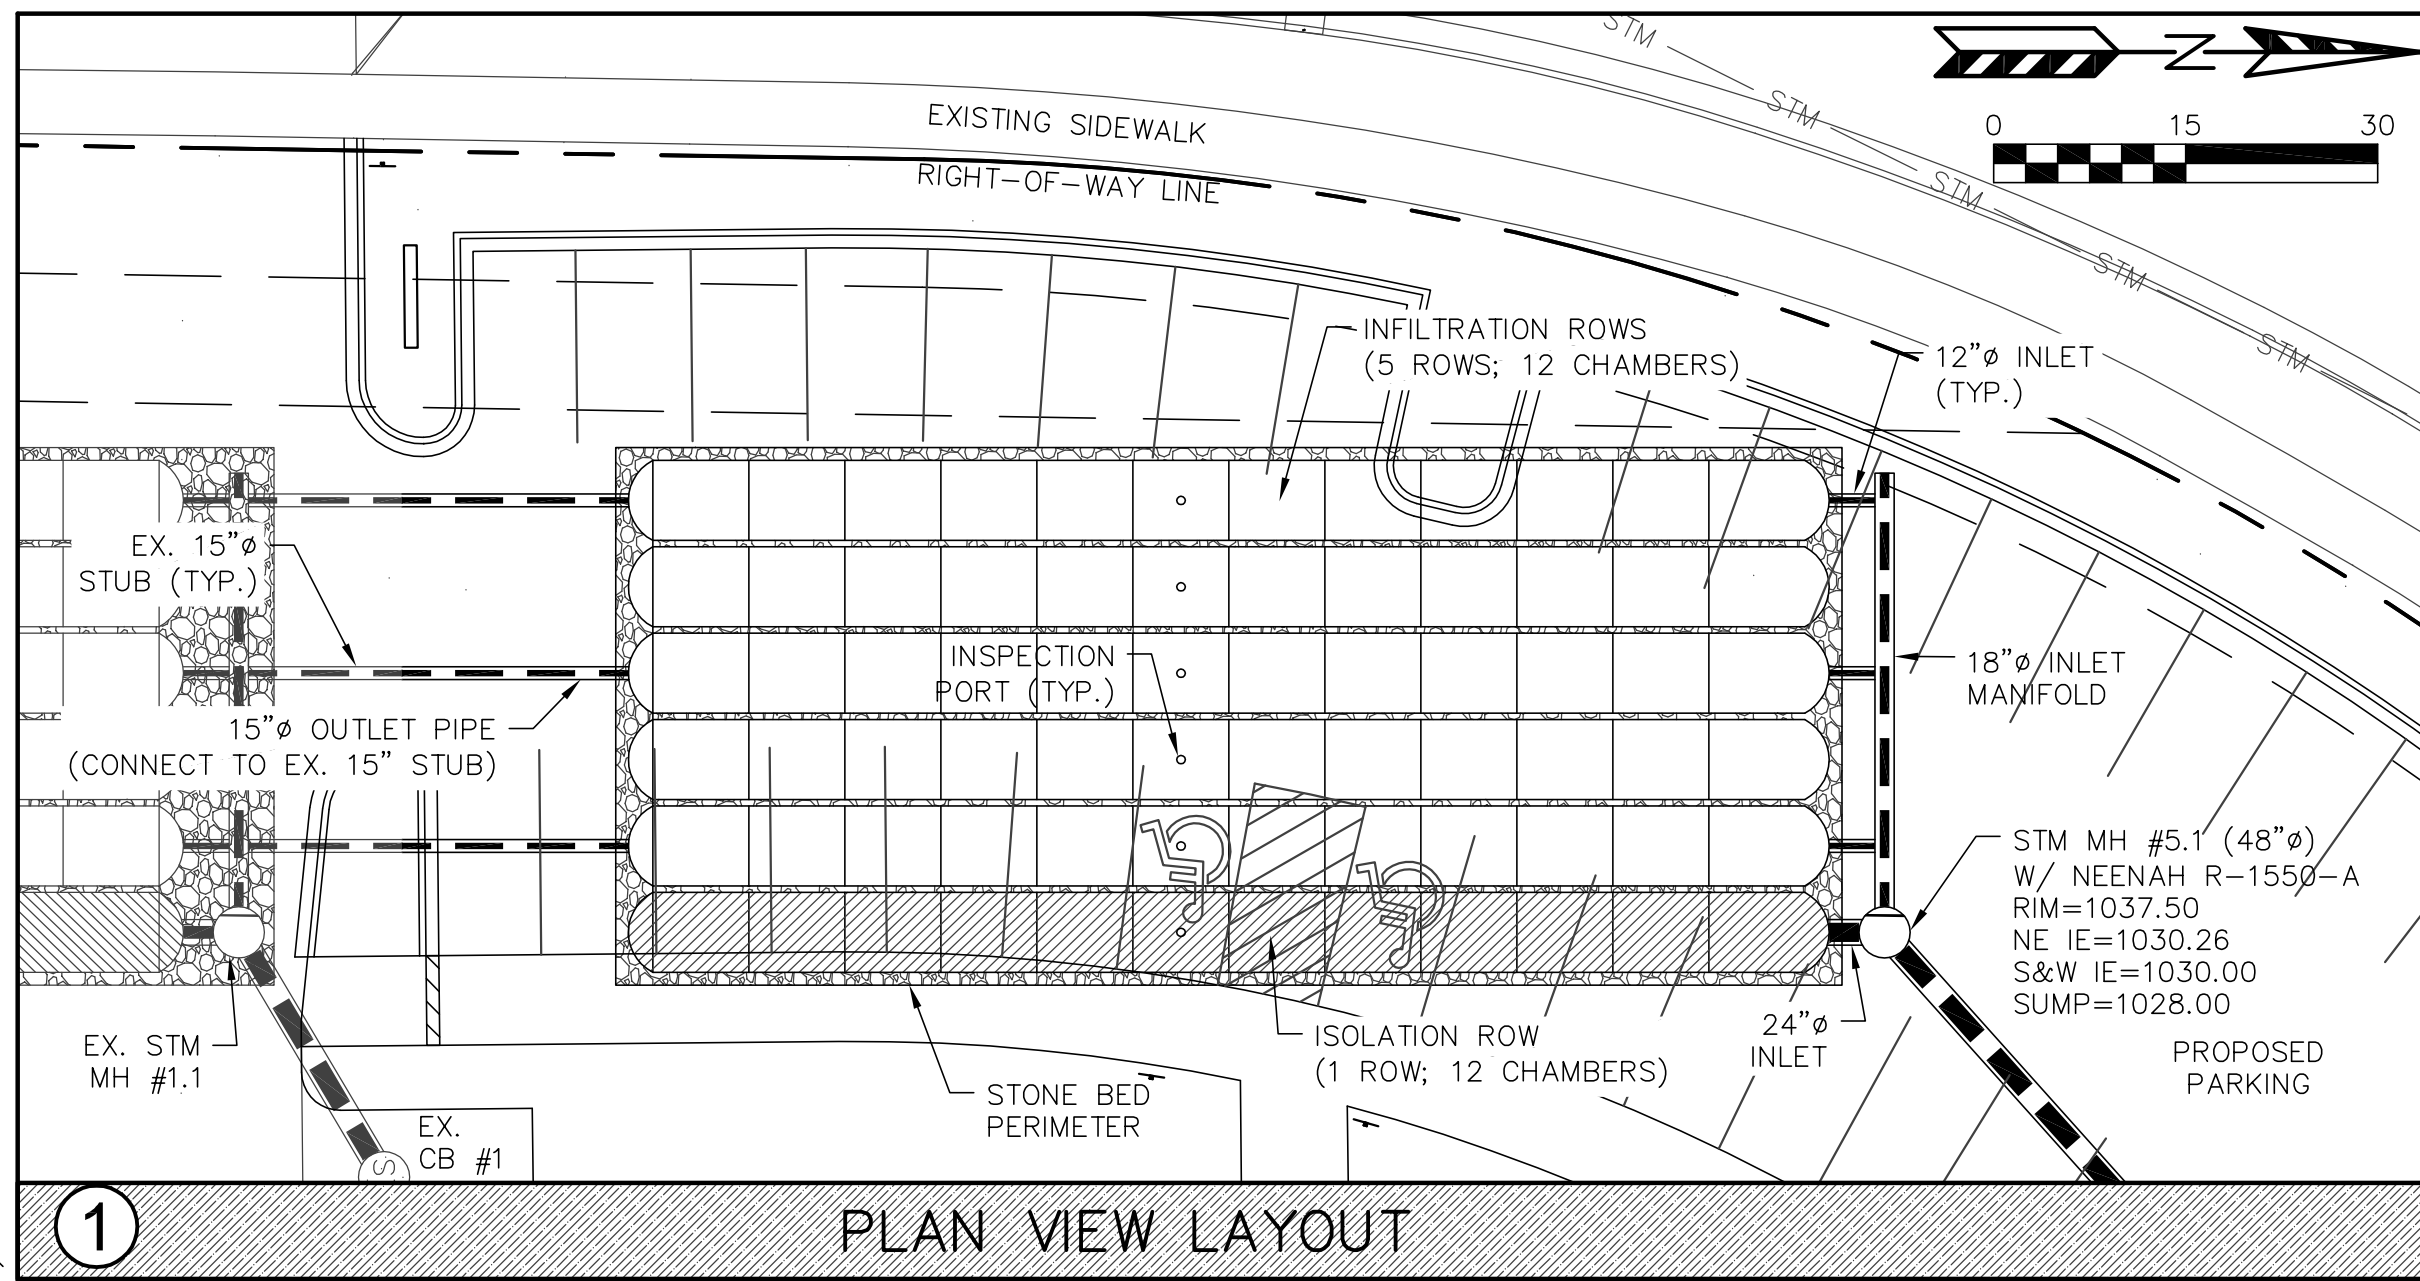 STM
STM
STM
STM
STM
N
0 15 30
EXISTING SIDEWALK
RIGHT-OF-WAY LINE
INFILTRATION ROWS
(5 ROWS; 12 CHAMBERS)
12"ø INLET
(TYP.)
EX. 15"ø
STUB (TYP.)
INSPECTION
PORT (TYP.)
18"ø INLET
MANIFOLD
15"ø OUTLET PIPE
(CONNECT TO EX. 15" STUB)
STM MH #5.1 (48"ø)
W/ NEENAH R-1550-A
RIM=1037.50
NE IE=1030.26
S&W IE=1030.00
SUMP=1028.00
EX. STM
MH #1.1
ISOLATION ROW
(1 ROW; 12 CHAMBERS)
24"ø
INLET
STONE BED
PERIMETER
PROPOSED
PARKING
EX.
CB #1
S
1
PLAN VIEW LAYOUT